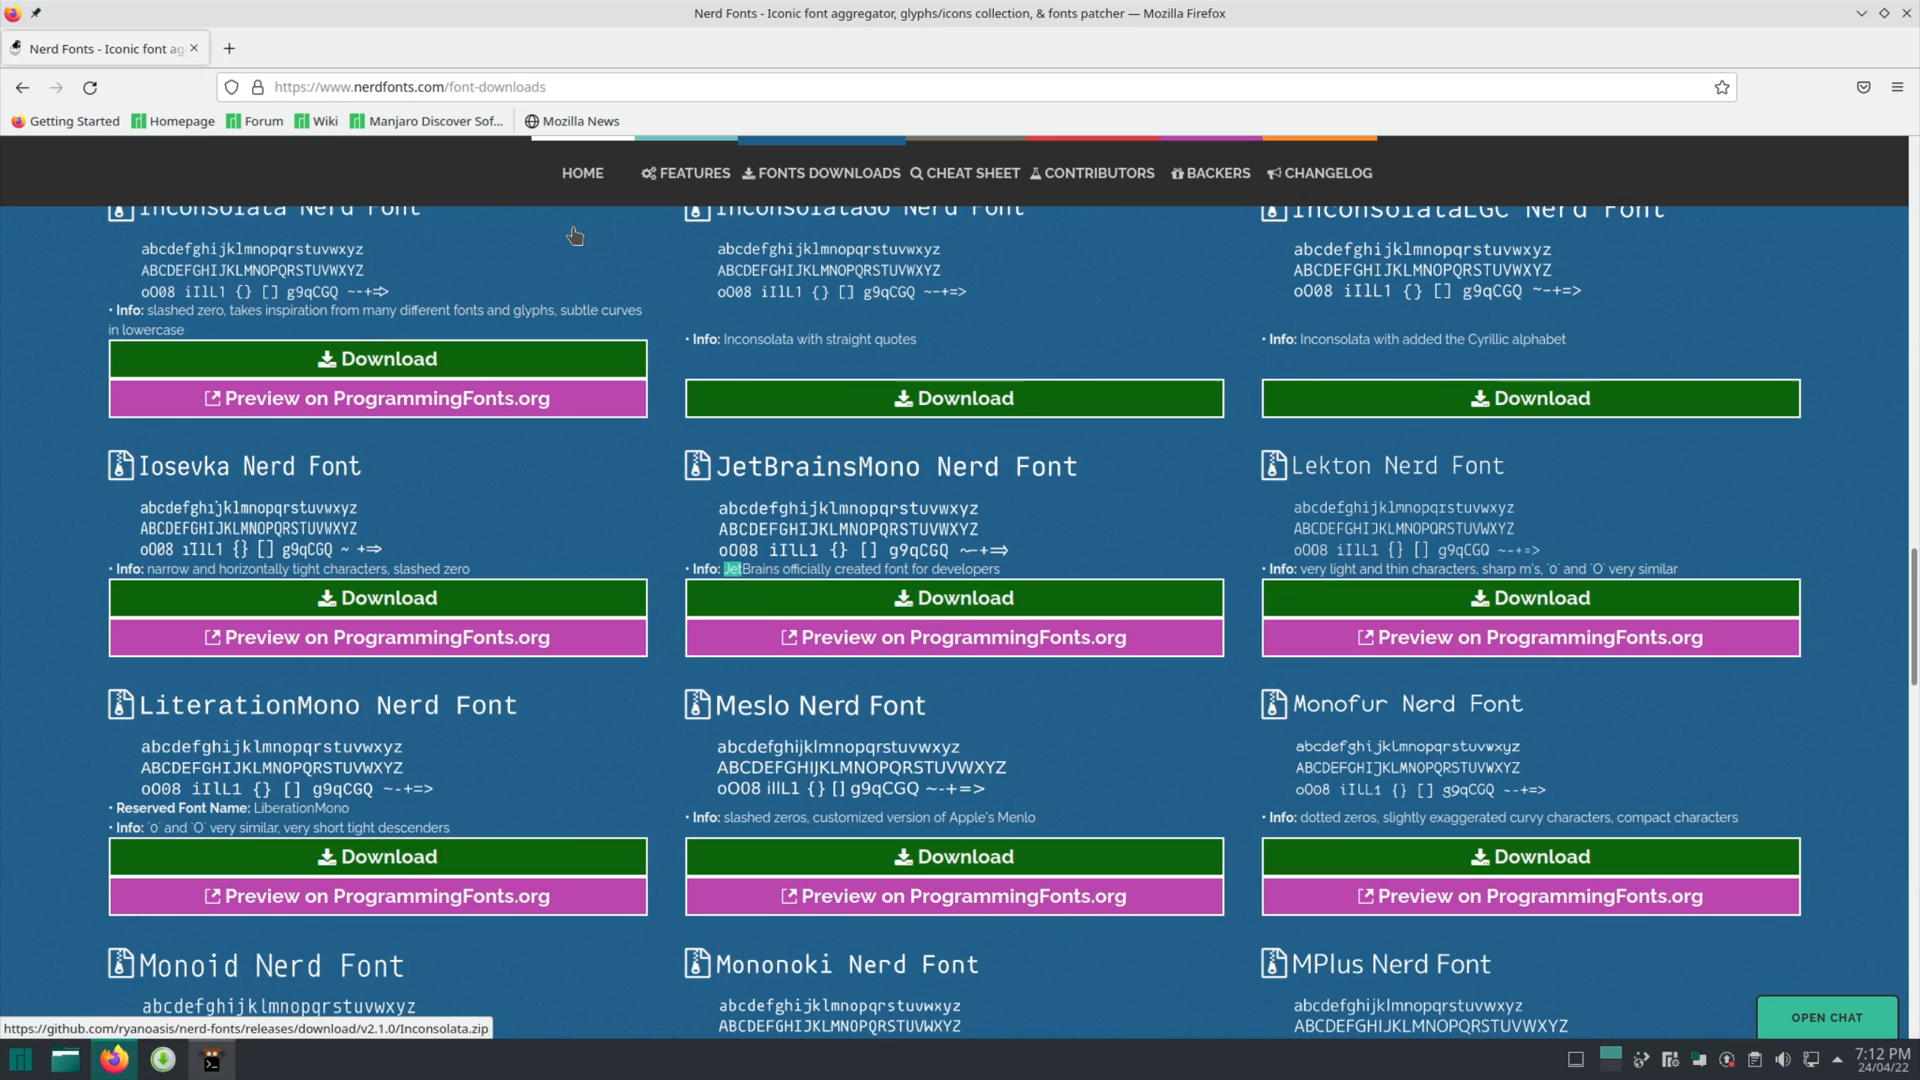 Nerd Fonts - Iconic font aggregator, glyphs/icons collection, & fonts patcher — Mozilla Firefox
Nerd Fonts - Iconic font ag
https://www.nerdfonts.com/font-downloads
Getting Started Homepage Forum Wiki Manjaro Discover Sof... Mozilla News
HOME FEATURES FONTS DOWNLOADS CHEAT SHEET CONTRIBUTORS BACKERS CHANGELOG
Inconsolata Nerd Font
abcdefghijklmnopqrstuvwxyz
ABCDEFGHIJKLMNOPQRSTUVWXYZ
oO08 iIlL1 {} [] g9qCGQ ~-+=>
• Info: slashed zero, takes inspiration from many different fonts and glyphs, subtle curves
in lowercase
Download
Preview on ProgrammingFonts.org
InconsolataGo Nerd Font
abcdefghijklmnopqrstuvwxyz
ABCDEFGHIJKLMNOPQRSTUVWXYZ
oO08 iIlL1 {} [] g9qCGQ ~-+=>
• Info: Inconsolata with straight quotes
Download
InconsolataLGC Nerd Font
abcdefghijklmnopqrstuvwxyz
ABCDEFGHIJKLMNOPQRSTUVWXYZ
oO08 iIlL1 {} [] g9qCGQ ~-+=>
• Info: Inconsolata with added the Cyrillic alphabet
Download
Iosevka Nerd Font
abcdefghijklmnopqrstuvwxyz
ABCDEFGHIJKLMNOPQRSTUVWXYZ
oO08 iIlL1 {} [] g9qCGQ ~ +=>
• Info: narrow and horizontally tight characters, slashed zero
Download
Preview on ProgrammingFonts.org
JetBrainsMono Nerd Font
abcdefghijklmnopqrstuvwxyz
ABCDEFGHIJKLMNOPQRSTUVWXYZ
oO08 iIlL1 {} [] g9qCGQ ~-+=>
• Info: JetBrains officially created font for developers
Download
Preview on ProgrammingFonts.org
Lekton Nerd Font
abcdefghijklmnopqrstuvwxyz
ABCDEFGHIJKLMNOPQRSTUVWXYZ
oO08 iIlL1 {} [] g9qCGQ ~-+=>
• Info: very light and thin characters, sharp m's, `0` and `O` very similar
Download
Preview on ProgrammingFonts.org
LiterationMono Nerd Font
abcdefghijklmnopqrstuvwxyz
ABCDEFGHIJKLMNOPQRSTUVWXYZ
oO08 iIlL1 {} [] g9qCGQ ~-+=>
• Reserved Font Name: LiberationMono
• Info: `0` and `O` very similar, very short tight descenders
Download
Preview on ProgrammingFonts.org
Meslo Nerd Font
abcdefghijklmnopqrstuvwxyz
ABCDEFGHIJKLMNOPQRSTUVWXYZ
oO08 iIlL1 {} [] g9qCGQ ~-+=>
• Info: slashed zeros, customized version of Apple's Menlo
Download
Preview on ProgrammingFonts.org
Monofur Nerd Font
abcdefghijklmnopqrstuvwxyz
ABCDEFGHIJKLMNOPQRSTUVWXYZ
oO08 iIlL1 {} [] g9qCGQ ~-+=>
• Info: dotted zeros, slightly exaggerated curvy characters, compact characters
Download
Preview on ProgrammingFonts.org
Monoid Nerd Font
abcdefghijklmnopqrstuvwxyz
Mononoki Nerd Font
abcdefghijklmnopqrstuvwxyz
ABCDEFGHIJKLMNOPQRSTUVWXYZ
MPlus Nerd Font
abcdefghijklmnopqrstuvwxyz
ABCDEFGHIJKLMNOPQRSTUVWXYZ
OPEN CHAT
https://github.com/ryanoasis/nerd-fonts/releases/download/v2.1.0/Inconsolata.zip
7:12 PM
24/04/22